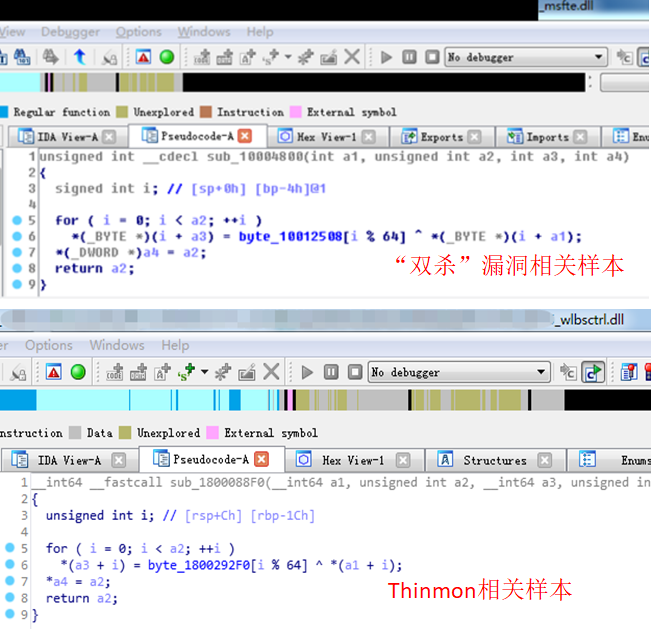 _msfte.dll
View Debugger Options Windows Help
No debugger
Regular function Unexplored Instruction External symbol
IDA View-A Pseudocode-A Hex View-1 Exports Imports Enu
1 unsigned int __cdecl sub_10004800(int a1, unsigned int a2, int a3, int a4)
2 {
3 signed int i; // [sp+0h] [bp-4h]@1
4
5 for ( i = 0; i < a2; ++i )
6 *(_BYTE *)(i + a3) = byte_10012508[i % 64] ^ *(_BYTE *)(i + a1);
7 *(_DWORD *)a4 = a2;
8 return a2;
9 }
“双杀”漏洞相关样本
_wlbsctrl.dll
er Options Windows Help
No debugger
nstruction Data Unexplored External symbol
IDA View-A Pseudocode-A Hex View-1 Structures Enums
1 __int64 __fastcall sub_1800088F0(__int64 a1, unsigned int a2, __int64 a3, unsigned in
2 {
3 unsigned int i; // [rsp+Ch] [rbp-1Ch]
4
5 for ( i = 0; i < a2; ++i )
6 *(a3 + i) = byte_1800292F0[i % 64] ^ *(a1 + i);
7 *a4 = a2;
8 return a2;
9 }
Thinmon相关样本